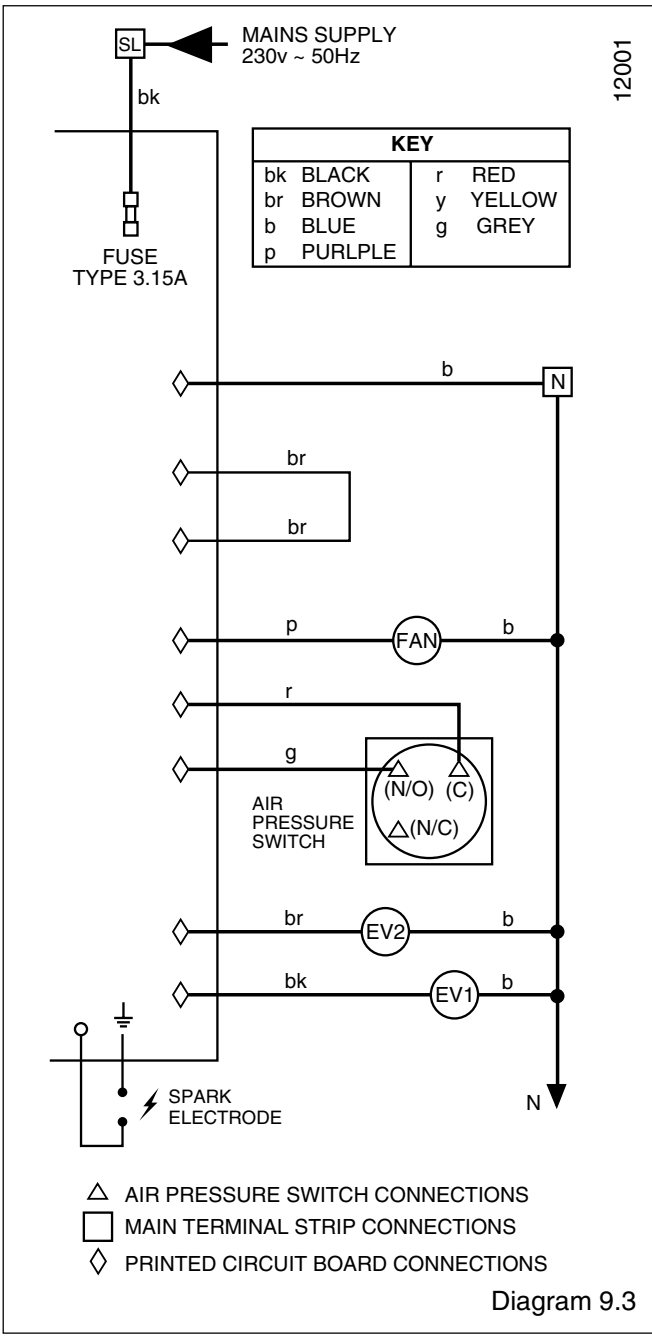 SL
MAINS SUPPLY
230v ~ 50Hz
12001
bk
KEY
bk BLACK
br BROWN
b BLUE
p PURLPLE
r RED
y YELLOW
g GREY
FUSE
TYPE 3.15A
b
N
br
br
p
FAN
b
r
g
(N/O) (C)
(N/C)
AIR
PRESSURE
SWITCH
br
EV2
b
bk
EV1
b
N
SPARK
ELECTRODE
AIR PRESSURE SWITCH CONNECTIONS
MAIN TERMINAL STRIP CONNECTIONS
PRINTED CIRCUIT BOARD CONNECTIONS
Diagram 9.3